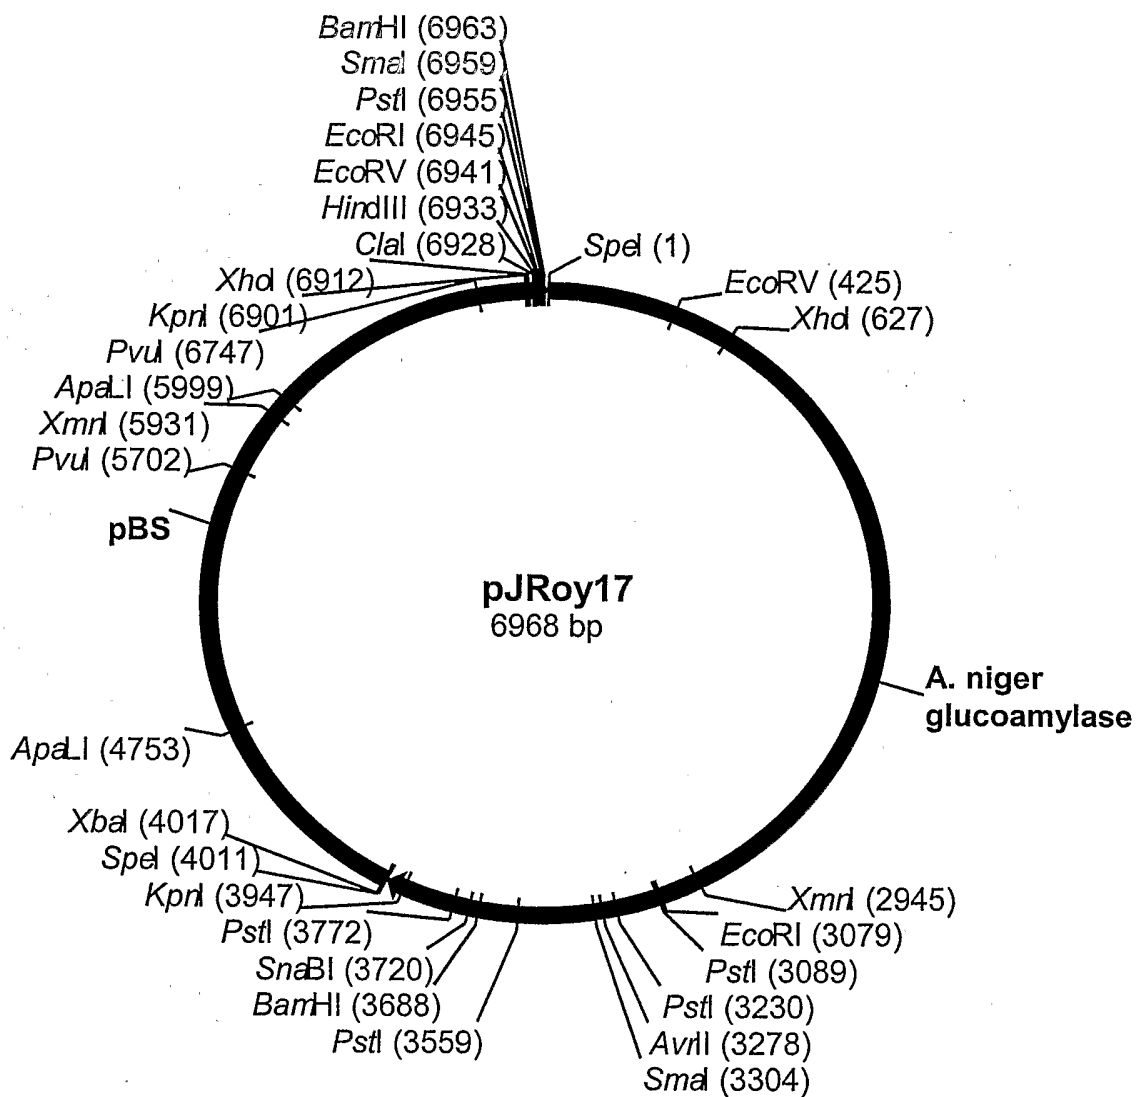 BamHI (6963)
SmaI (6959)
PstI (6955)
EcoRI (6945)
EcoRV (6941)
HindIII (6933)
ClaI (6928)
SpeI (1)
XhoI (6912)
EcoRV (425)
KpnI (6901)
XhoI (627)
PvuI (6747)
ApaLI (5999)
XmnI (5931)
PvuI (5702)
pBS
pJRoy17
6968 bp
A. niger
glucoamylase
ApaLI (4753)
XbaI (4017)
SpeI (4011)
KpnI (3947)
XmnI (2945)
PstI (3772)
EcoRI (3079)
SnaBI (3720)
PstI (3089)
BamHI (3688)
PstI (3230)
PstI (3559)
AvrII (3278)
SmaI (3304)